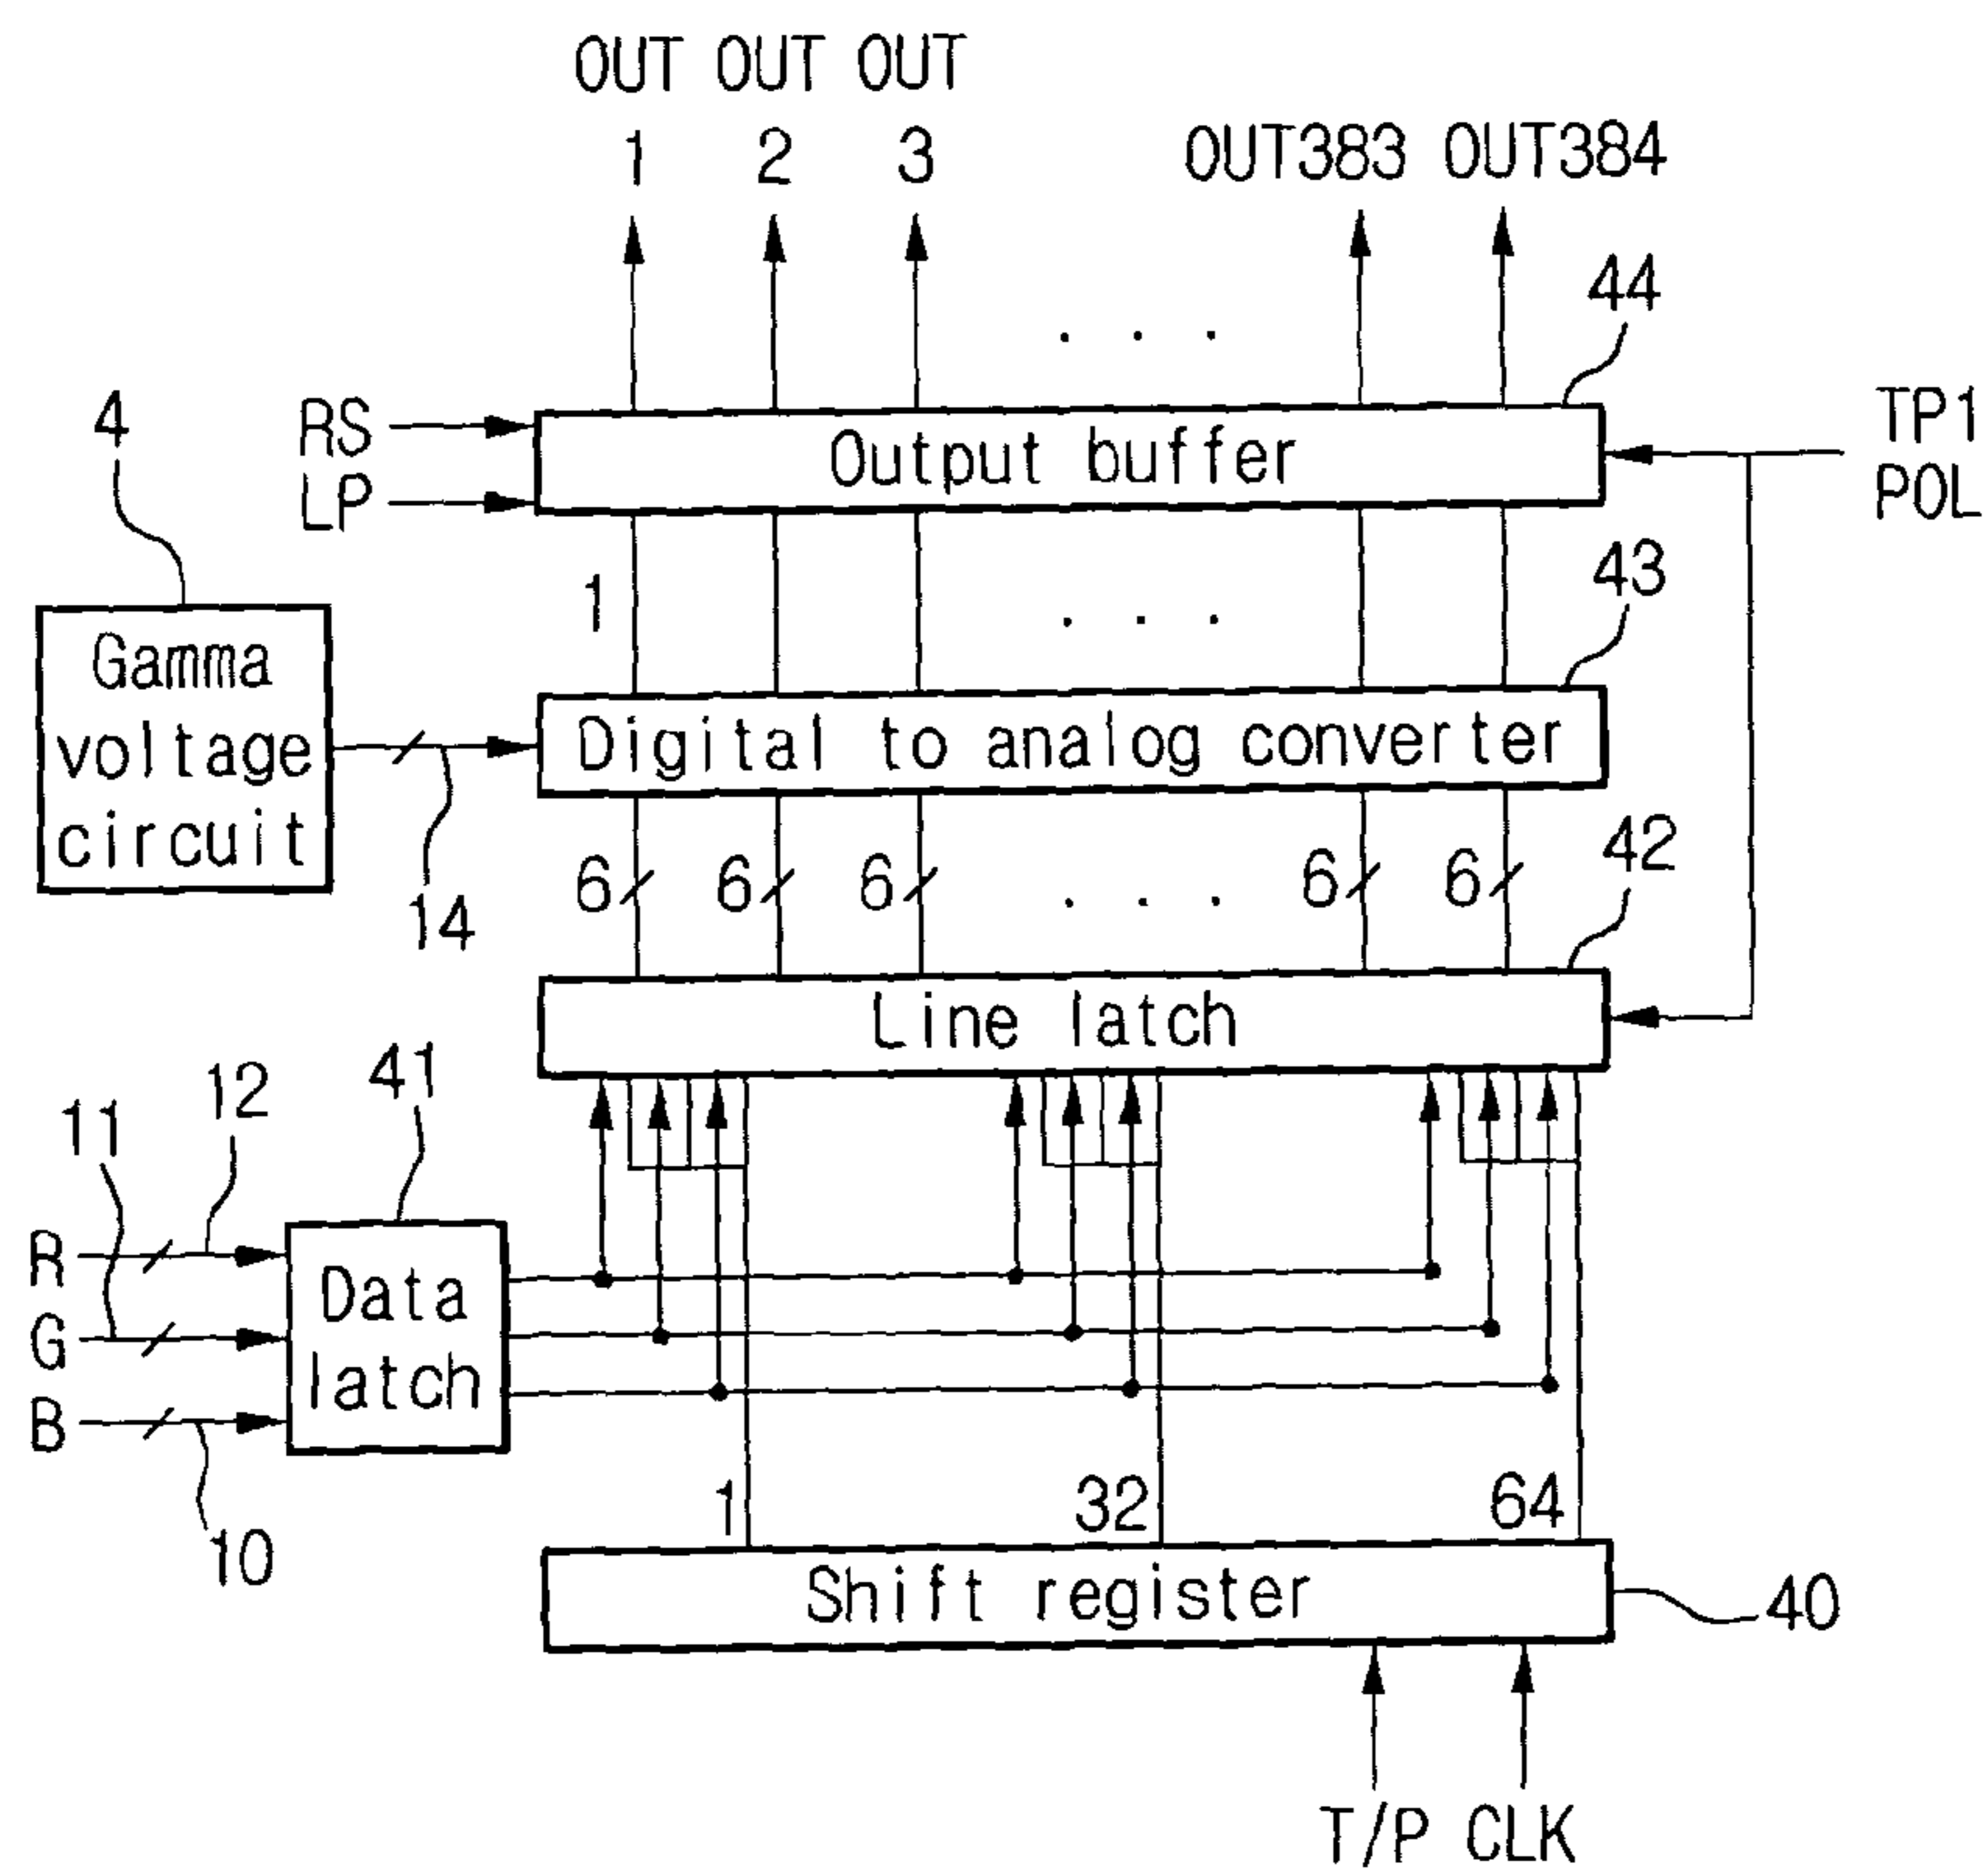 OUT OUT OUT
1 2 3 OUT383 OUT384
44
4 RS
LP
Output buffer
TP1
POL
43
1
Gamma
voltage
circuit
Digital to analog converter
42
6 6 6 6 6
14
Line latch
41
12
11
R
G
B
Data
latch
10
1 32 64
Shift register
40
T/P CLK